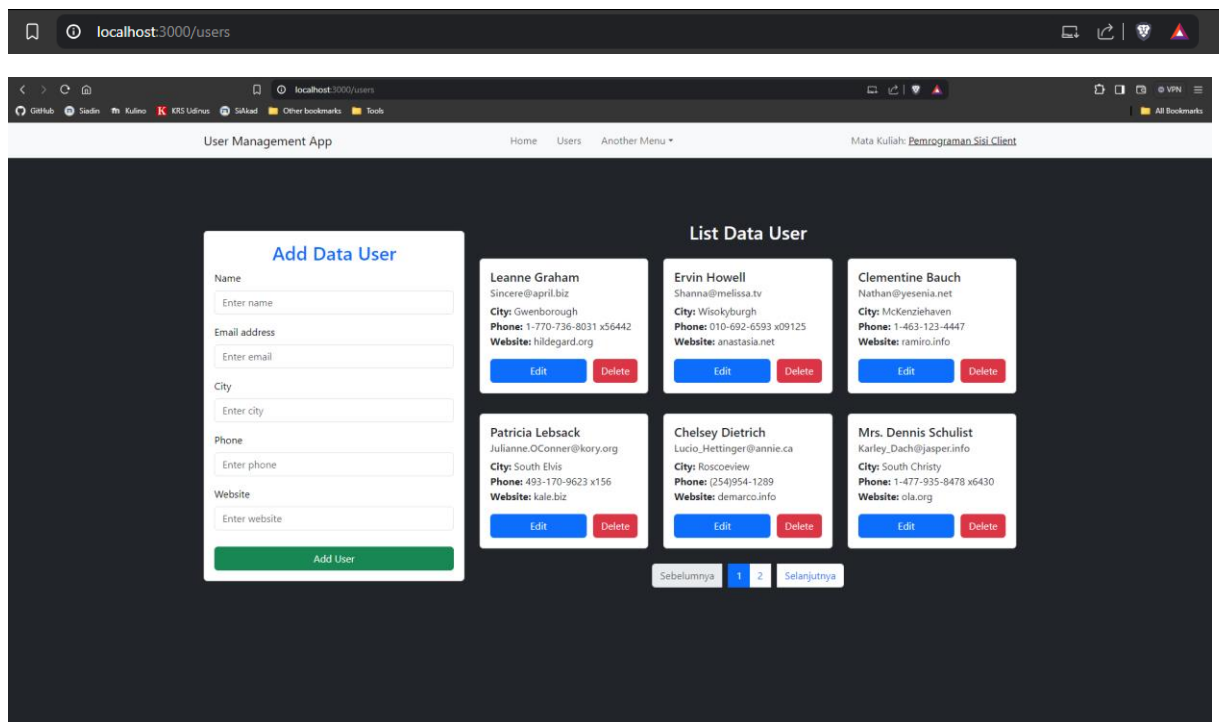 localhost:3000/users
localhost:3000/users
VPN
GitHub Siadin Kulino KRS Udinus SiAkad Other bookmarks Tools
All Bookmarks
User Management App
Home Users Another Menu
Mata Kuliah: Pemrograman Sisi Client
Add Data User
Name
Enter name
Email address
Enter email
City
Enter city
Phone
Enter phone
Website
Enter website
Add User
List Data User
Leanne Graham
Sincere@april.biz
City: Gwenborough
Phone: 1-770-736-8031 x56442
Website: hildegard.org
Edit Delete
Ervin Howell
Shanna@melissa.tv
City: Wisokyburgh
Phone: 010-692-6593 x09125
Website: anastasia.net
Edit Delete
Clementine Bauch
Nathan@yesenia.net
City: McKenziehaven
Phone: 1-463-123-4447
Website: ramiro.info
Edit Delete
Patricia Lebsack
Julianne.OConner@kory.org
City: South Elvis
Phone: 493-170-9623 x156
Website: kale.biz
Edit Delete
Chelsey Dietrich
Lucio_Hettinger@annie.ca
City: Roscoeview
Phone: (254)954-1289
Website: demarco.info
Edit Delete
Mrs. Dennis Schulist
Karley_Dach@jasper.info
City: South Christy
Phone: 1-477-935-8478 x6430
Website: ola.org
Edit Delete
Sebelumnya 1 2 Selanjutnya